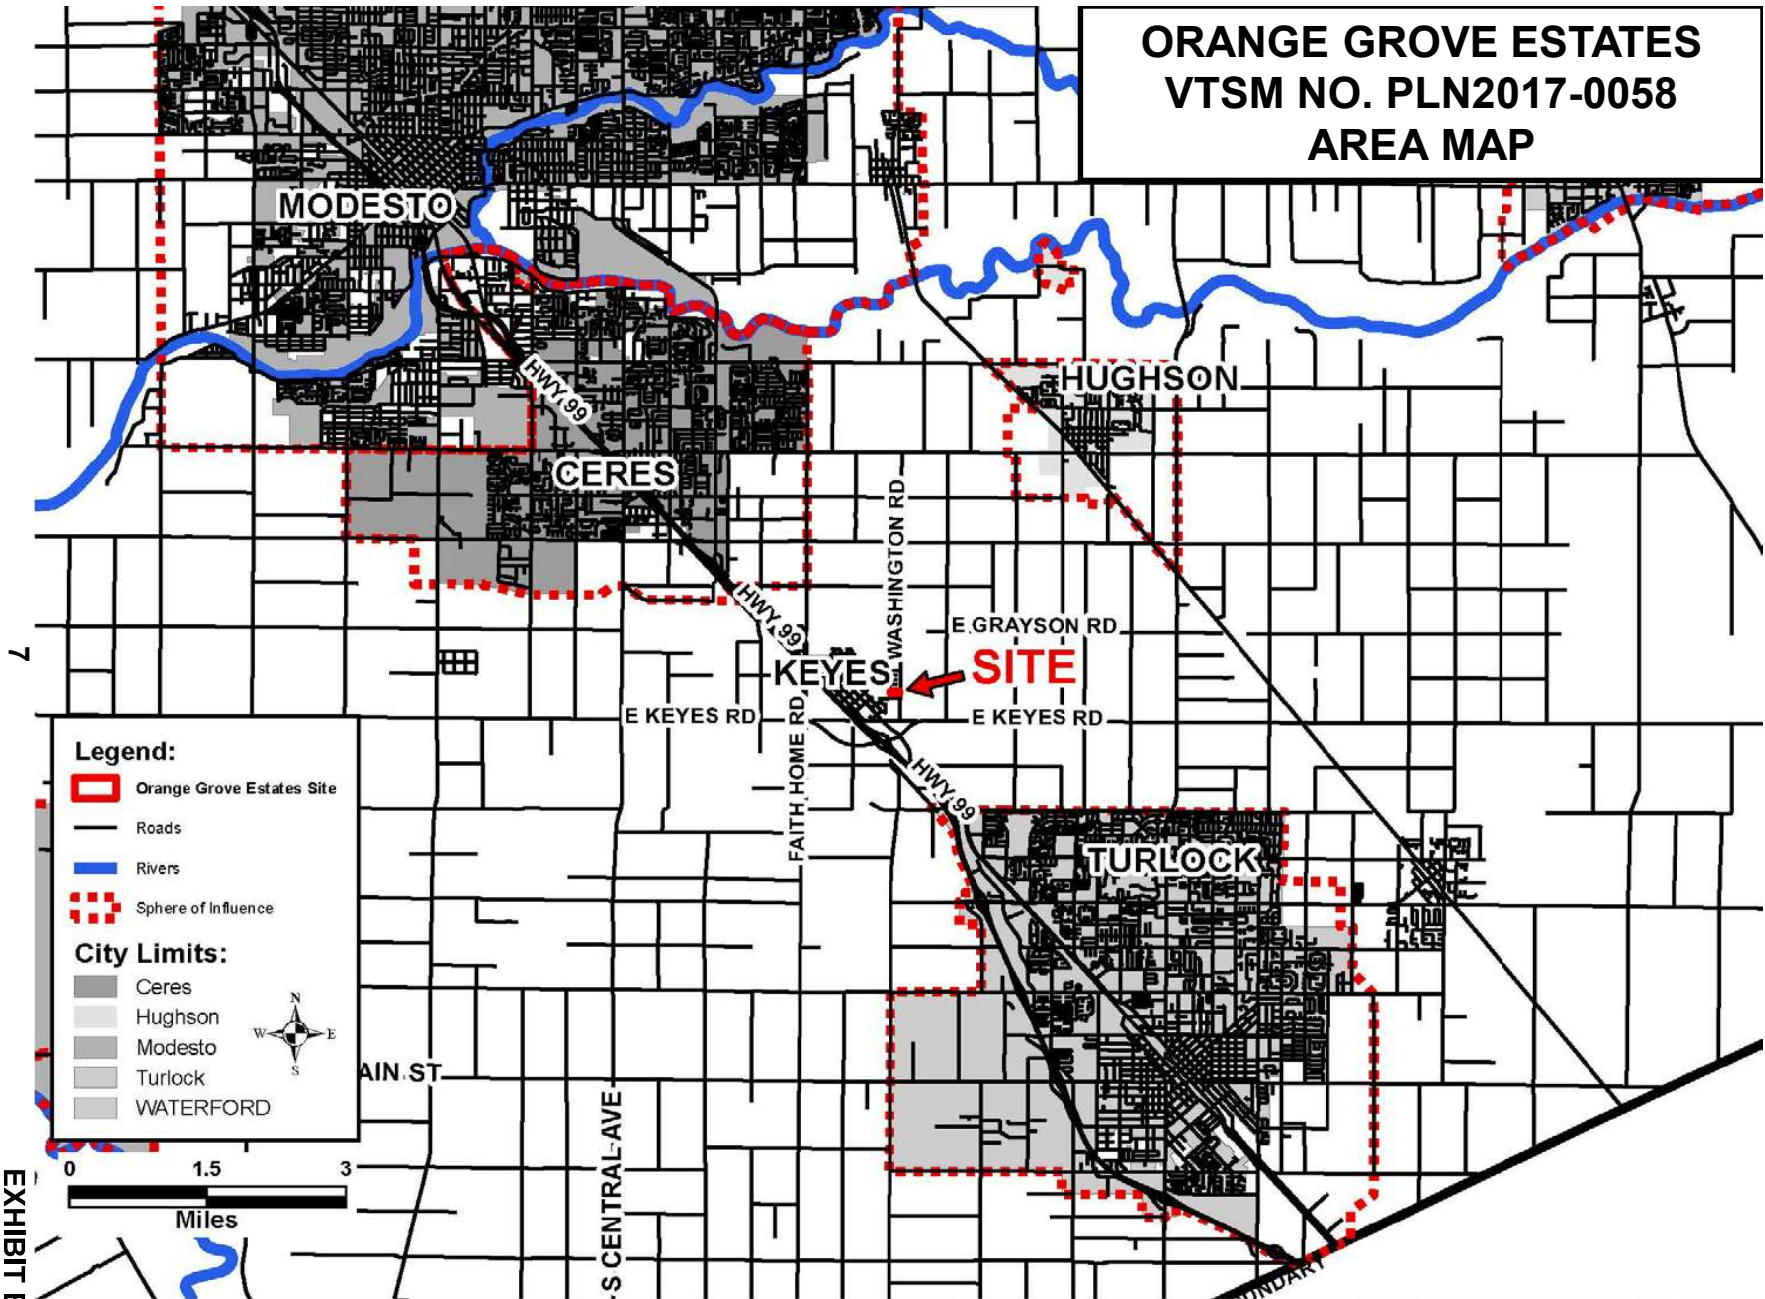 ORANGE GROVE ESTATES
VTSM NO. PLN2017-0058
AREA MAP
MODESTO
HWY 99
HUGHSON
CERES
WASHINGTON RD
HWY 99
E GRAYSON RD
KEYES
SITE
E KEYES RD
E KEYES RD
FAITH HOME RD
HWY 99
TURLOCK
Legend:
Orange Grove Estates Site
Roads
Rivers
Sphere of Influence
City Limits:
Ceres
Hughson
Modesto
Turlock
WATERFORD
N
W
E
S
AIN ST
S CENTRAL AVE
0 1.5 3
Miles
UNDARY
7
EXHIBIT